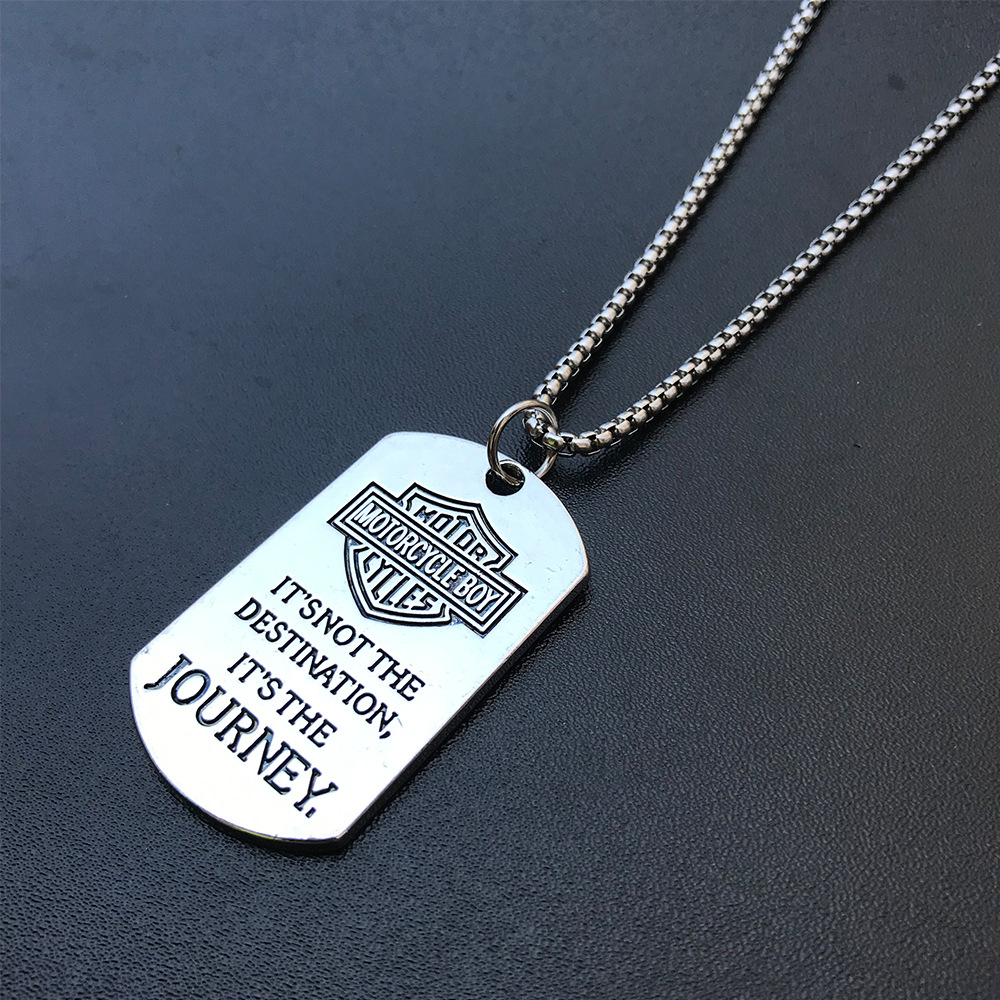 MOTOR
MOTORCYCLE BOY
CYLES
IT'S NOT THE
DESTINATION,
IT'S THE
JOURNEY.